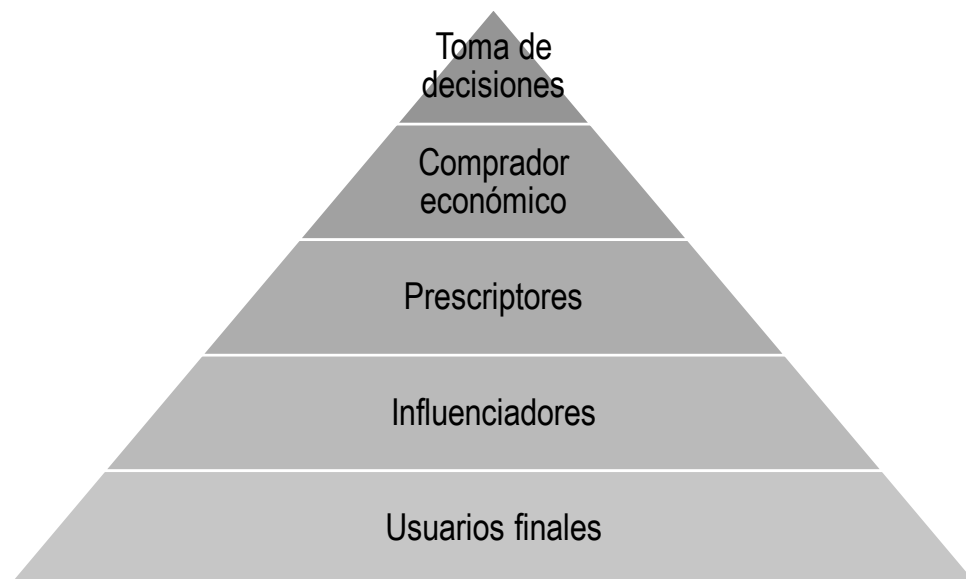 Toma de
decisiones
Comprador
económico
Prescriptores
Influenciadores
Usuarios finales